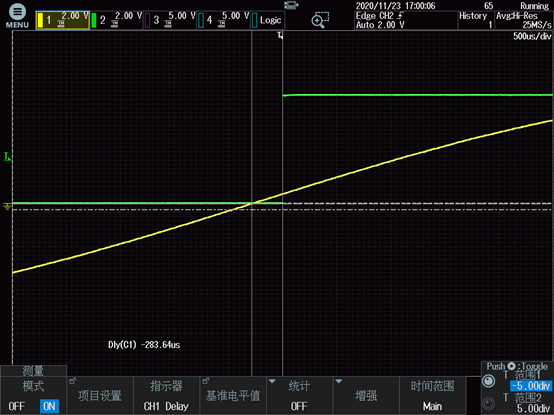 MENU
1 2.00 V
2 2.00 V
3 5.00 V
4 5.00 V
Logic
2020/11/23 17:00:06
Edge CH2
Auto 2.00 V
65
History
1
Running
Avg:Hi-Res
25MS/s
500us/div
T
Dly(C1) -283.64us
测量
模式
OFF ON
项目设置
指示器
CH1 Delay
基准电平值
统计
OFF
增强
时间范围
Main
Push :Toggle
T 范围1
-5.00div
T 范围2
5.00div